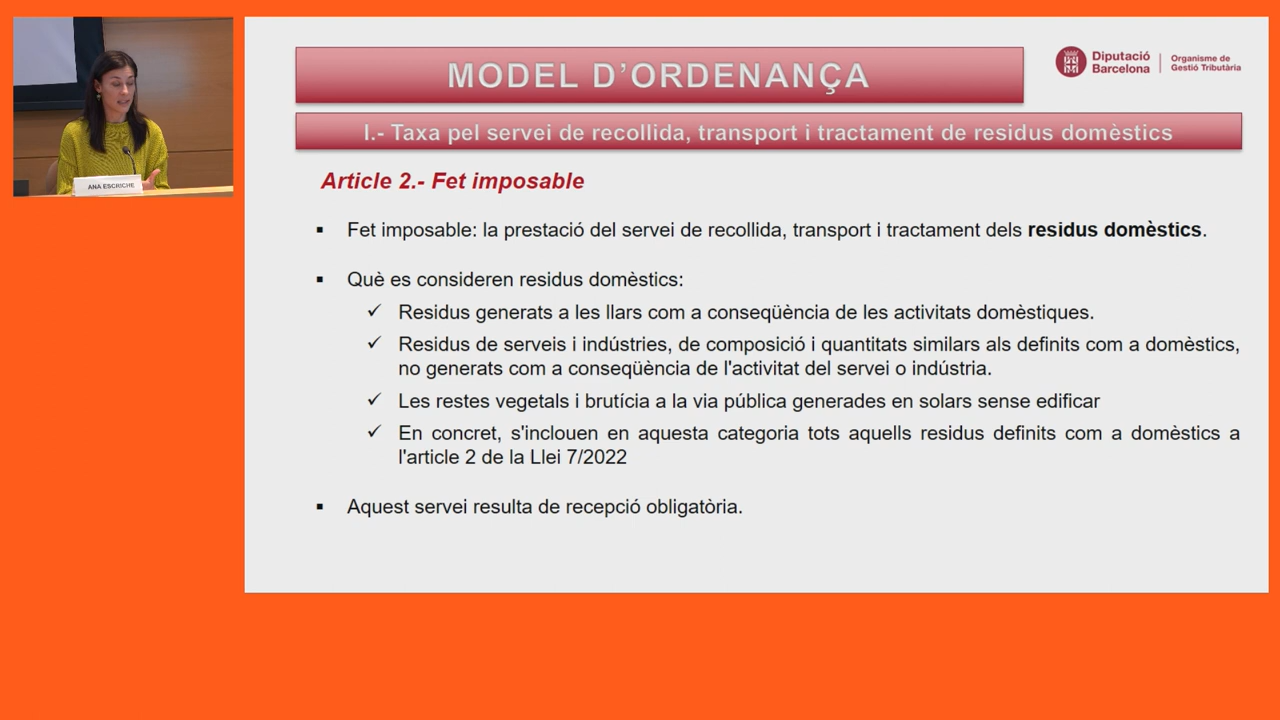 ANA ESCRICHE
MODEL D'ORDENANÇA
Diputació
Barcelona
Organisme de
Gestió Tributària
I.- Taxa pel servei de recollida, transport i tractament de residus domèstics
Article 2.- Fet imposable
▪ Fet imposable: la prestació del servei de recollida, transport i tractament dels residus domèstics.
▪ Què es consideren residus domèstics:
✓ Residus generats a les llars com a conseqüència de les activitats domèstiques.
✓ Residus de serveis i indústries, de composició i quantitats similars als definits com a domèstics,
no generats com a conseqüència de l'activitat del servei o indústria.
✓ Les restes vegetals i brutícia a la via pública generades en solars sense edificar
✓ En concret, s'inclouen en aquesta categoria tots aquells residus definits com a domèstics a
l'article 2 de la Llei 7/2022
▪ Aquest servei resulta de recepció obligatòria.